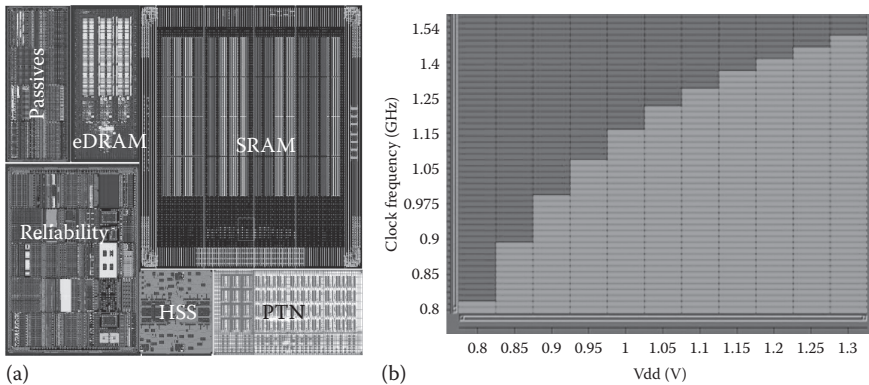 Passives
eDRAM
SRAM
Reliability
HSS
PTN
(a)
Clock frequency (GHz)
1.54
1.4
1.25
1.15
1.05
0.975
0.9
0.85
0.8
0.8 0.85 0.9 0.95 1 1.05 1.1 1.15 1.2 1.25 1.3
Vdd (V)
(b)